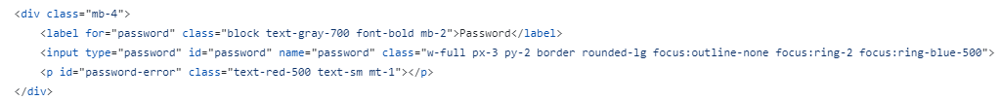 <div class="mb-4">
    <label for="password" class="block text-gray-700 font-bold mb-2">Password</label>
    <input type="password" id="password" name="password" class="w-full px-3 py-2 border rounded-lg focus:outline-none focus:ring-2 focus:ring-blue-500">
    <p id="password-error" class="text-red-500 text-sm mt-1"></p>
</div>